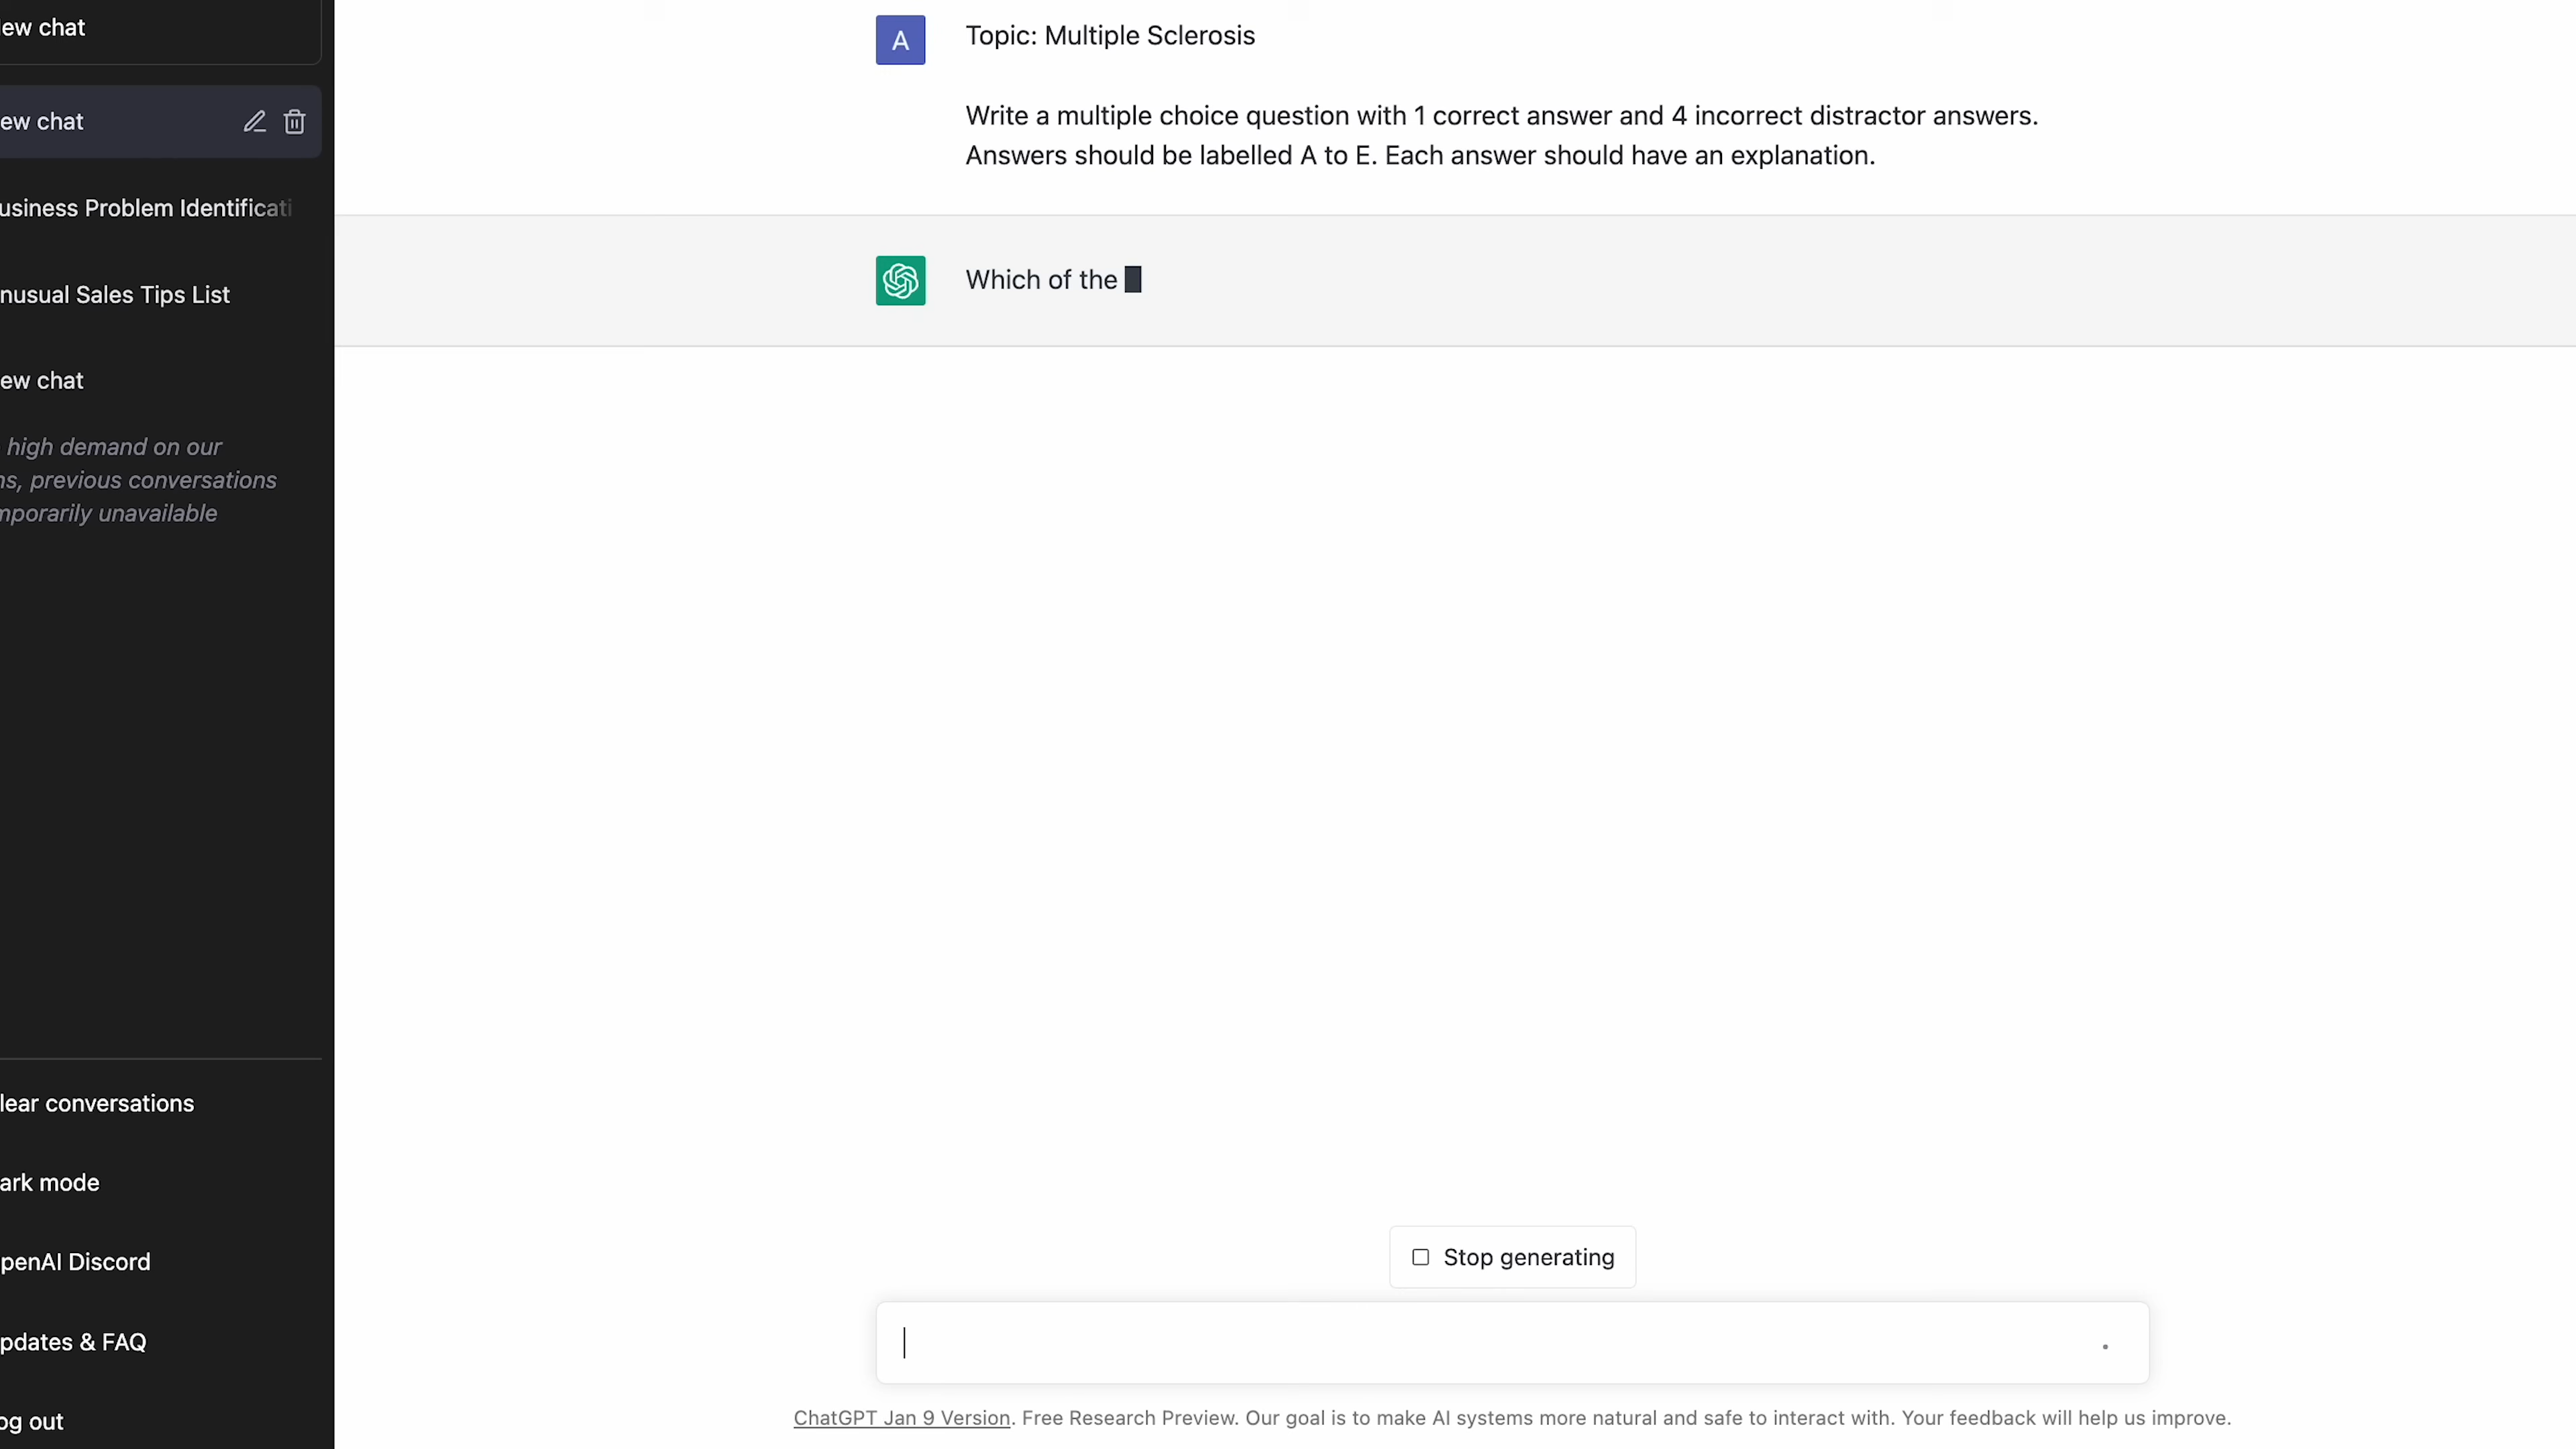 ew chat
ew chat
usiness Problem Identificati
nusual Sales Tips List
ew chat
high demand on our
ns, previous conversations
mporarily unavailable
lear conversations
ark mode
penAI Discord
pdates & FAQ
og out
A
Topic: Multiple Sclerosis
Write a multiple choice question with 1 correct answer and 4 incorrect distractor answers.
Answers should be labelled A to E. Each answer should have an explanation.
Which of the
Stop generating
ChatGPT Jan 9 Version. Free Research Preview. Our goal is to make AI systems more natural and safe to interact with. Your feedback will help us improve.